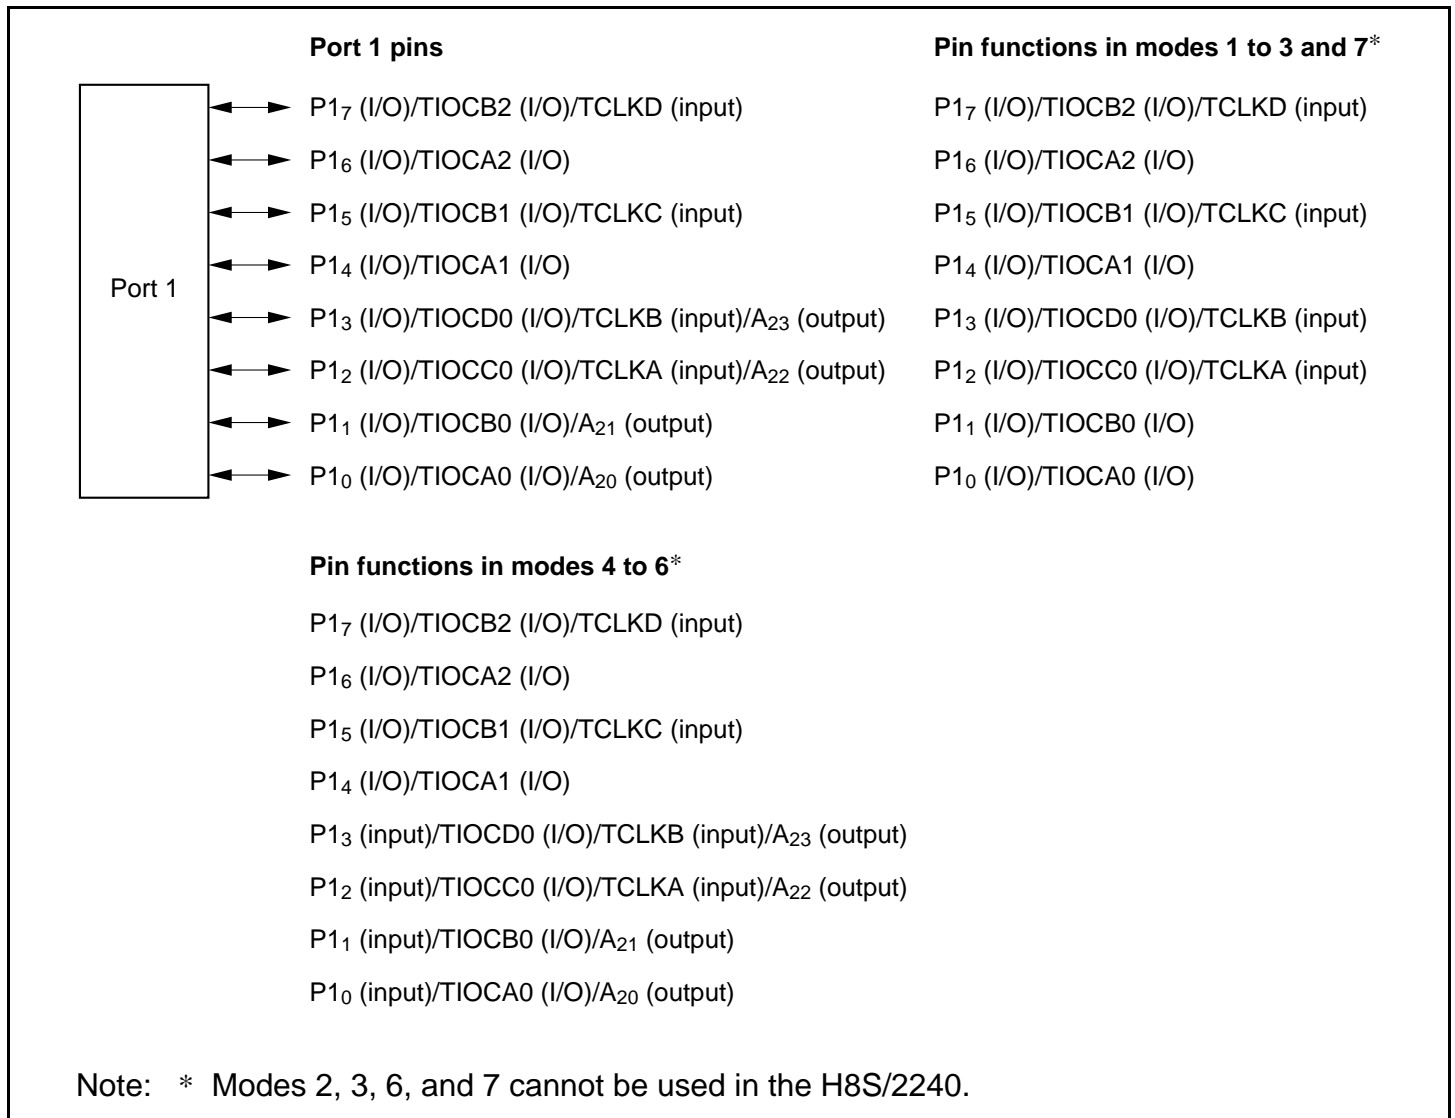 Port 1 pins
Pin functions in modes 1 to 3 and 7*
Port 1
P1₇ (I/O)/TIOCB2 (I/O)/TCLKD (input)
P1₆ (I/O)/TIOCA2 (I/O)
P1₅ (I/O)/TIOCB1 (I/O)/TCLKC (input)
P1₄ (I/O)/TIOCA1 (I/O)
P1₃ (I/O)/TIOCD0 (I/O)/TCLKB (input)/A₂₃ (output)
P1₂ (I/O)/TIOCC0 (I/O)/TCLKA (input)/A₂₂ (output)
P1₁ (I/O)/TIOCB0 (I/O)/A₂₁ (output)
P1₀ (I/O)/TIOCA0 (I/O)/A₂₀ (output)
P1₇ (I/O)/TIOCB2 (I/O)/TCLKD (input)
P1₆ (I/O)/TIOCA2 (I/O)
P1₅ (I/O)/TIOCB1 (I/O)/TCLKC (input)
P1₄ (I/O)/TIOCA1 (I/O)
P1₃ (I/O)/TIOCD0 (I/O)/TCLKB (input)
P1₂ (I/O)/TIOCC0 (I/O)/TCLKA (input)
P1₁ (I/O)/TIOCB0 (I/O)
P1₀ (I/O)/TIOCA0 (I/O)
Pin functions in modes 4 to 6*
P1₇ (I/O)/TIOCB2 (I/O)/TCLKD (input)
P1₆ (I/O)/TIOCA2 (I/O)
P1₅ (I/O)/TIOCB1 (I/O)/TCLKC (input)
P1₄ (I/O)/TIOCA1 (I/O)
P1₃ (input)/TIOCD0 (I/O)/TCLKB (input)/A₂₃ (output)
P1₂ (input)/TIOCC0 (I/O)/TCLKA (input)/A₂₂ (output)
P1₁ (input)/TIOCB0 (I/O)/A₂₁ (output)
P1₀ (input)/TIOCA0 (I/O)/A₂₀ (output)
Note: * Modes 2, 3, 6, and 7 cannot be used in the H8S/2240.